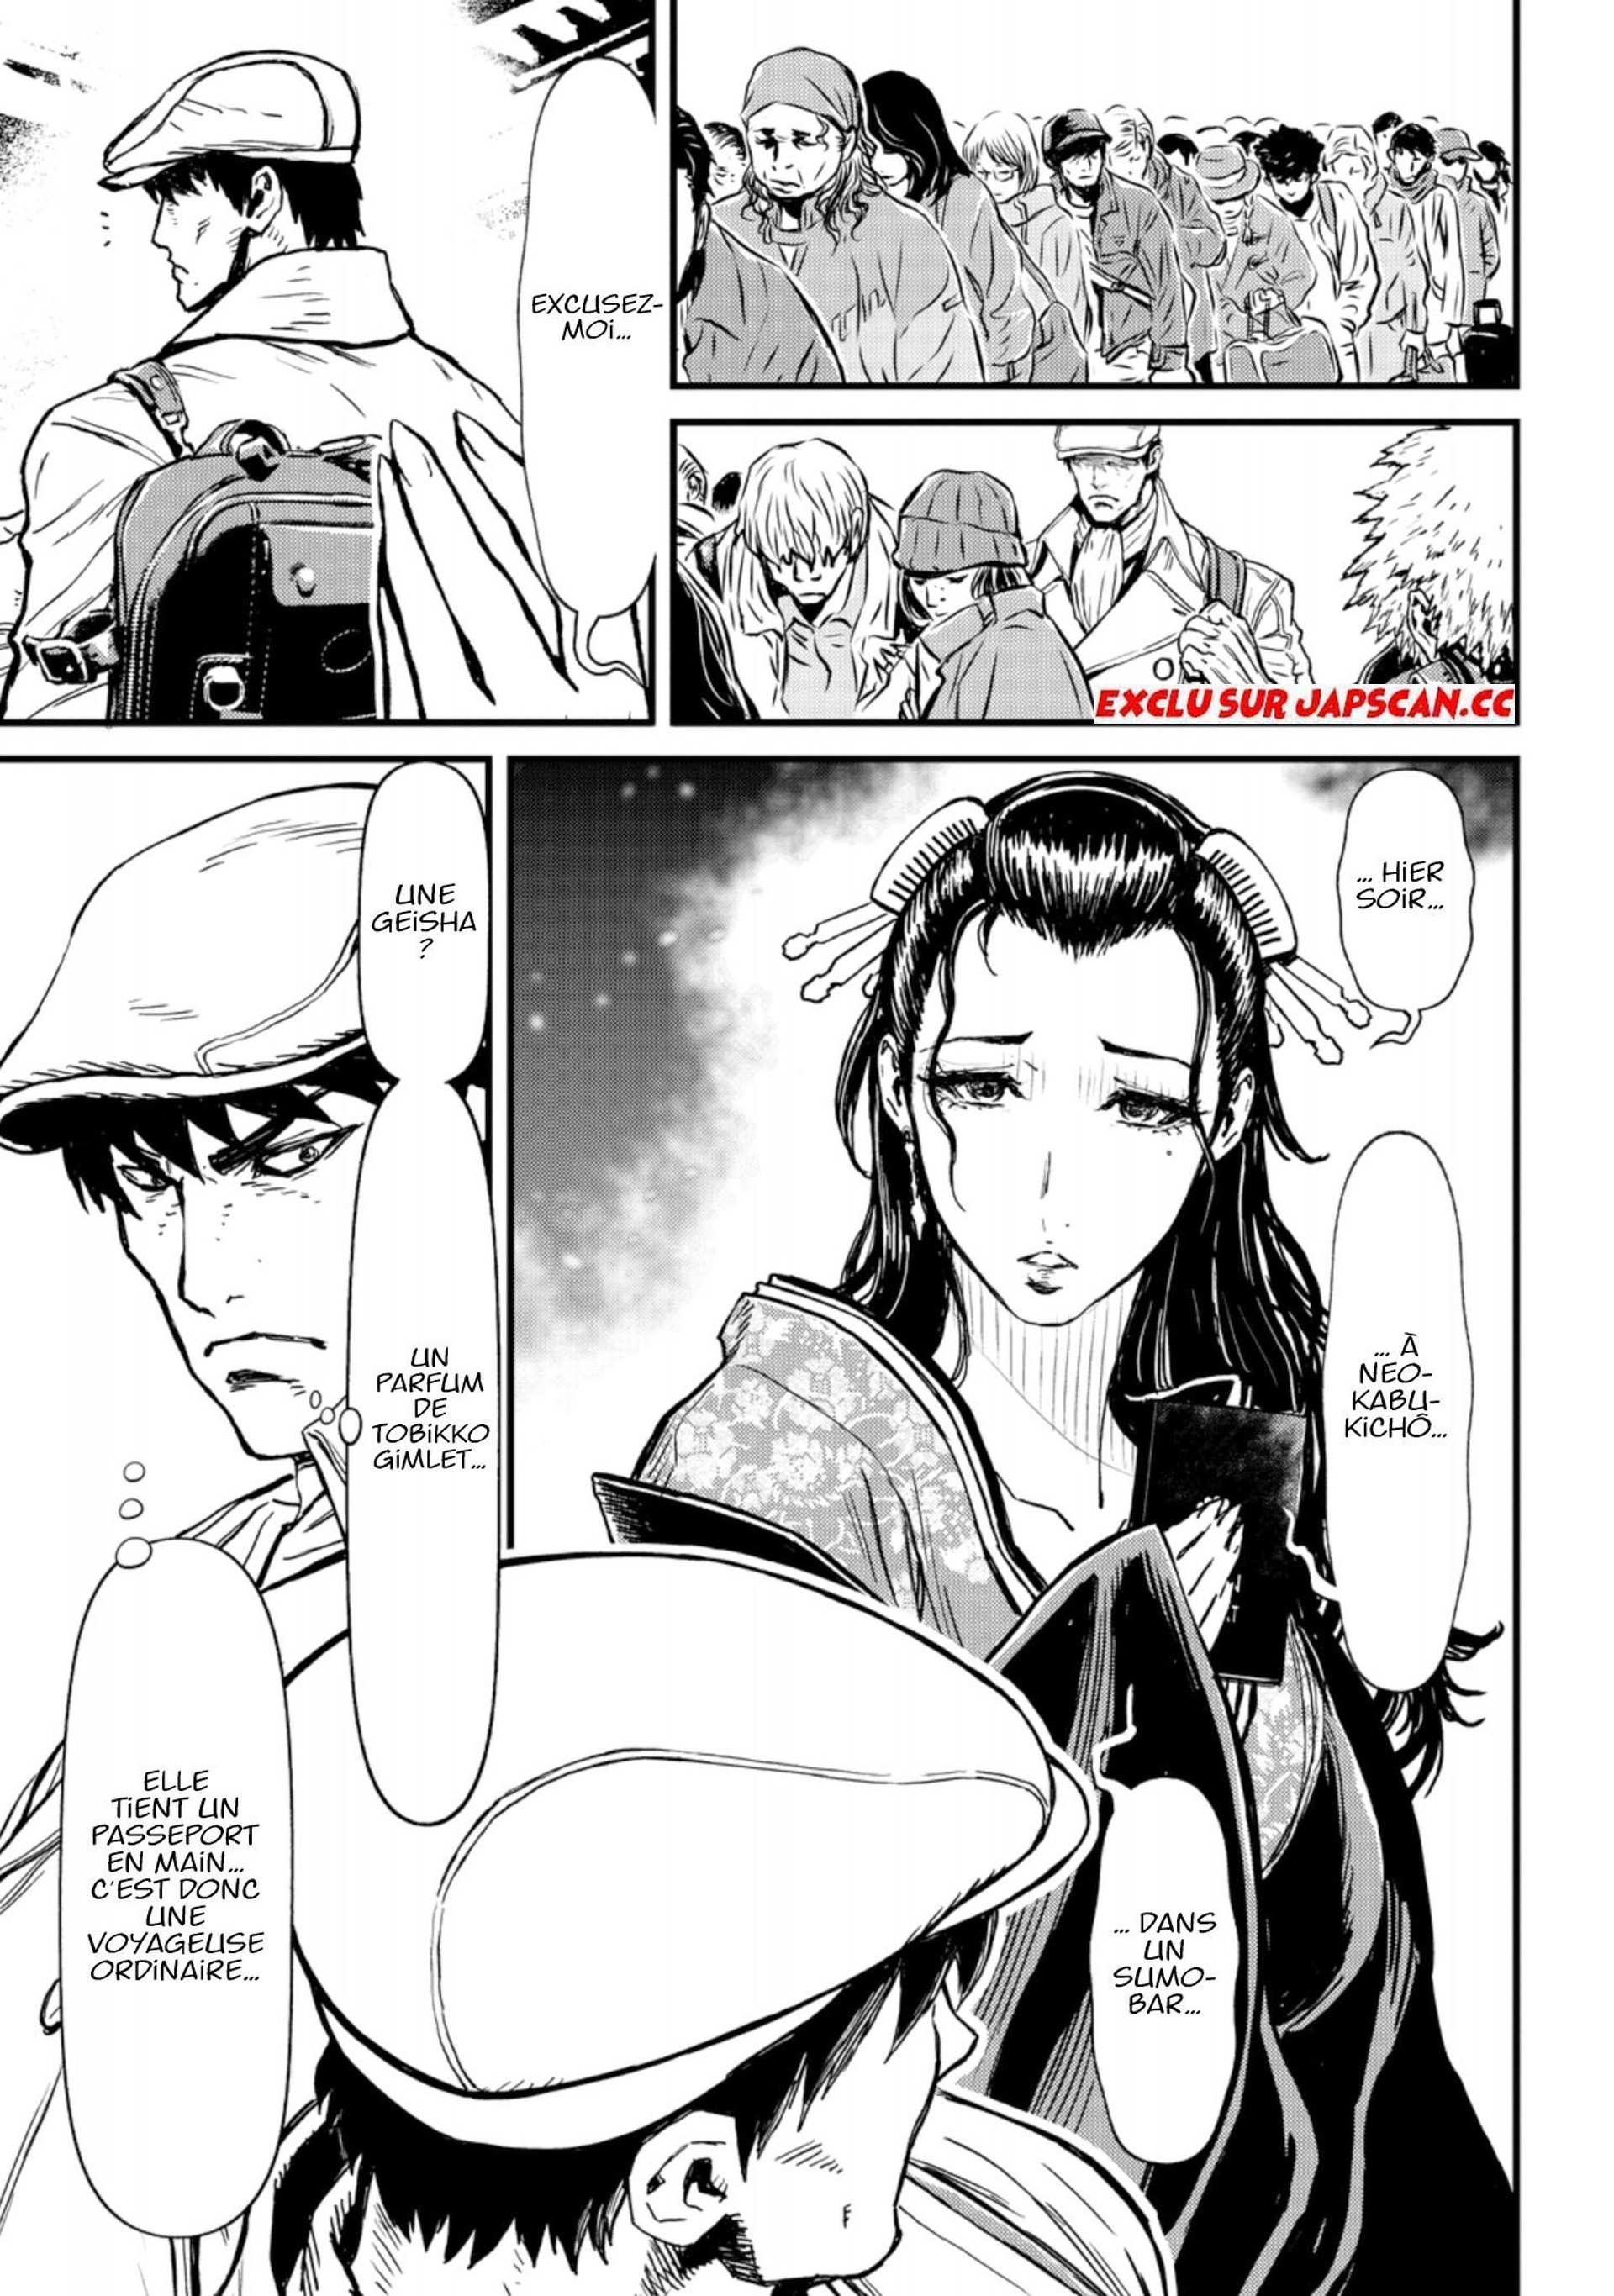 EXCUSEZ-
MOI...
EXCLU SUR JAPSCAN.CC
... HIER
SOIR...
... À
NEO-
KABU-
KICHÔ...
... DANS
UN
SUMO-
BAR...
UNE
GEISHA
?
UN
PARFUM
DE
TOBIKKO
GIMLET...
ELLE
TIENT UN
PASSEPORT
EN MAIN...
C'EST DONC
UNE
VOYAGEUSE
ORDINAIRE...